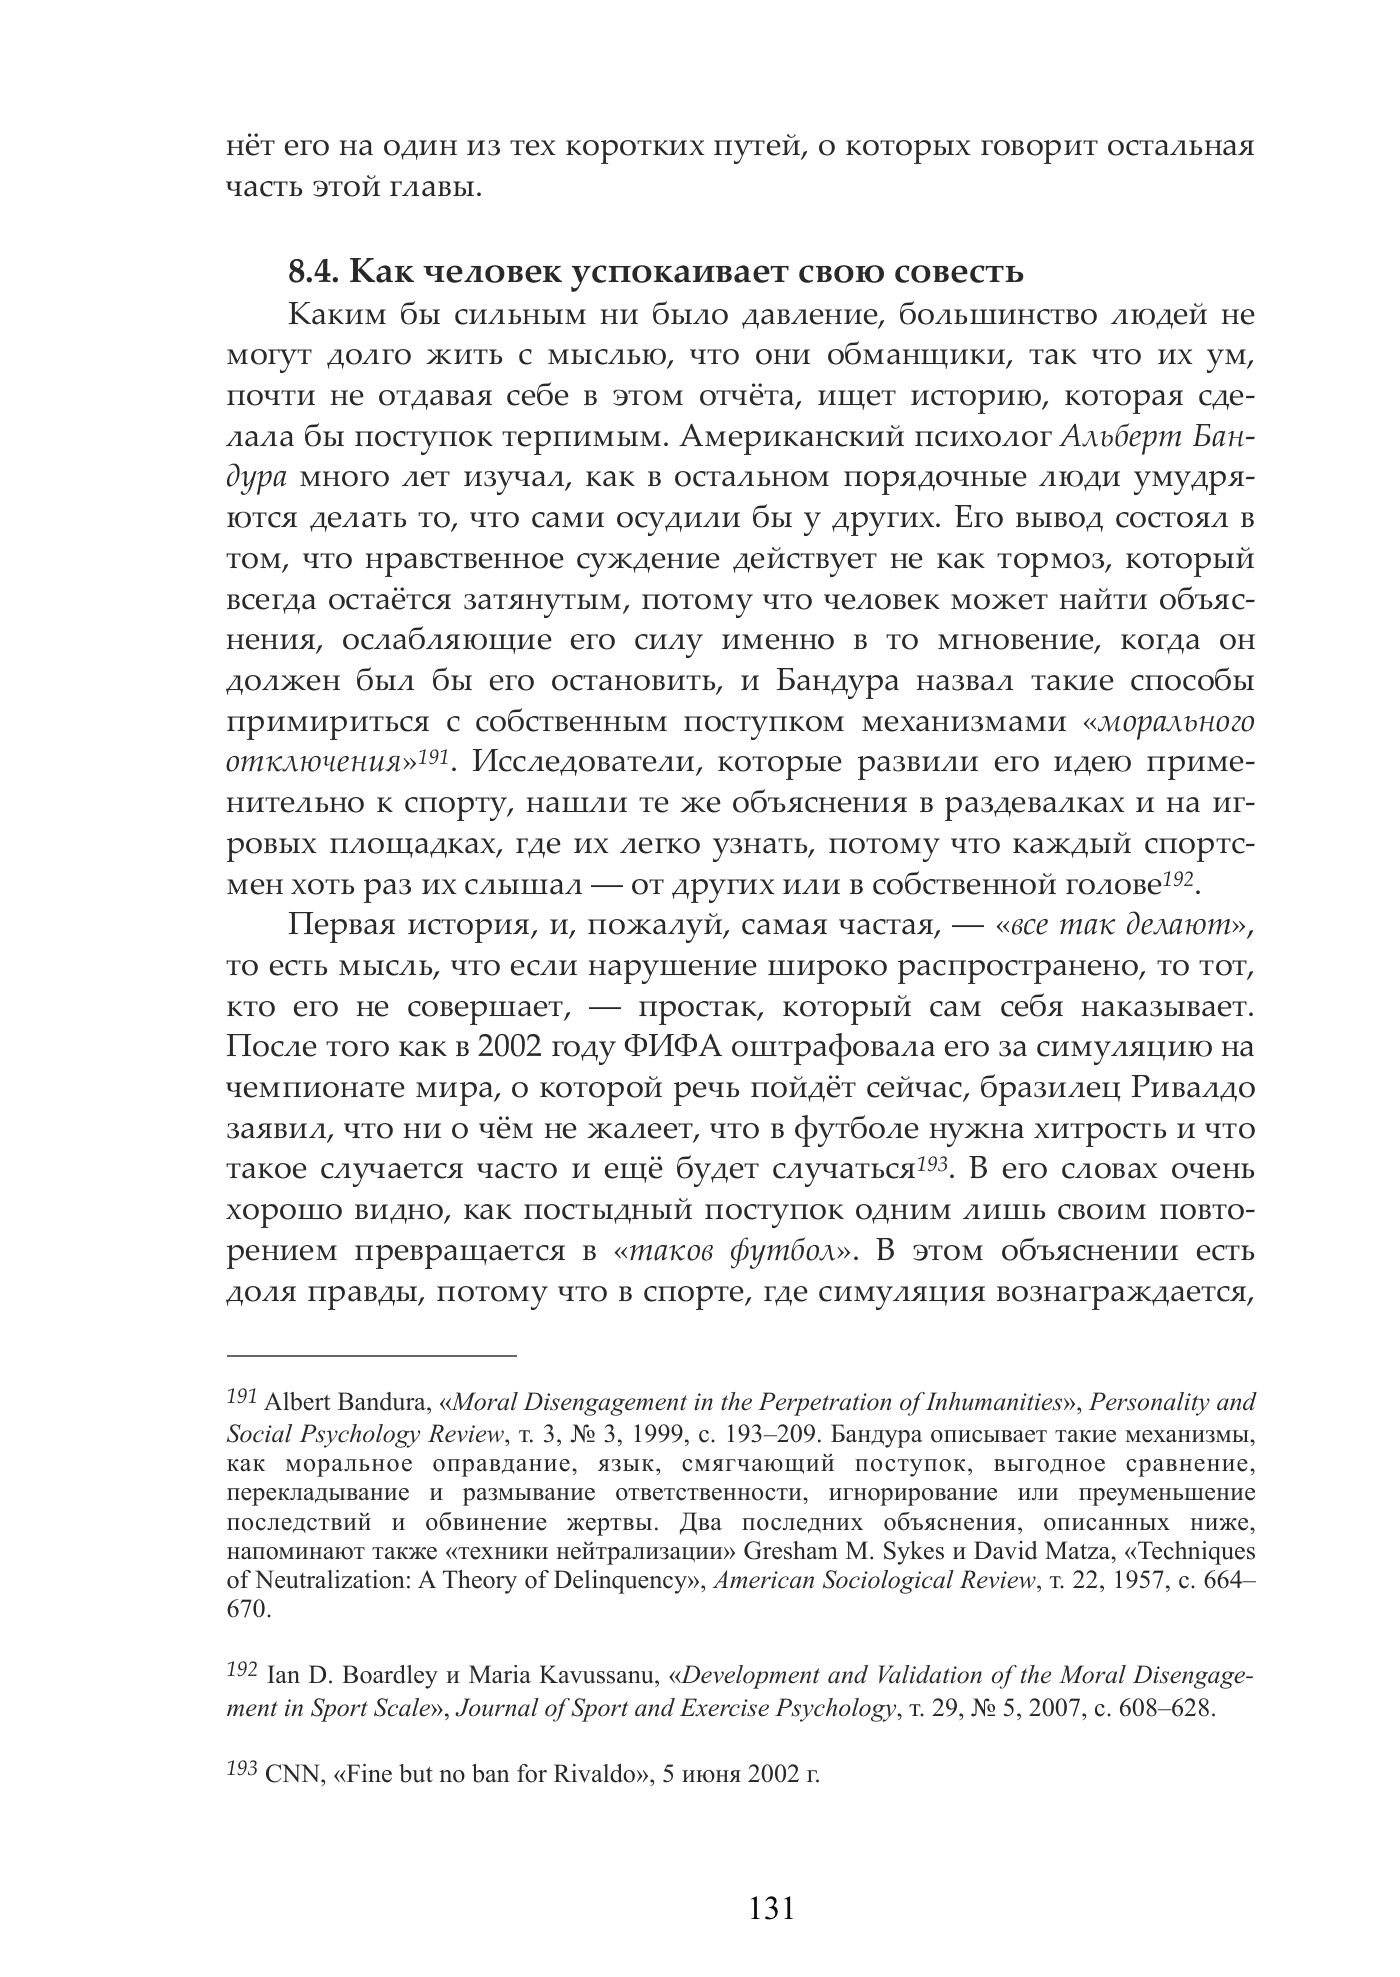 нёт его на один из тех коротких путей, о которых говорит остальная
часть этой главы.
8.4. Как человек успокаивает свою совесть
Каким бы сильным ни было давление, большинство людей не
могут долго жить с мыслью, что они обманщики, так что их ум,
почти не отдавая себе в этом отчёта, ищет историю, которая сде-
лала бы поступок терпимым. Американский психолог Альберт Бан-
дура много лет изучал, как в остальном порядочные люди умудря-
ются делать то, что сами осудили бы у других. Его вывод состоял в
том, что нравственное суждение действует не как тормоз, который
всегда остаётся затянутым, потому что человек может найти объяс-
нения, ослабляющие его силу именно в то мгновение, когда он
должен был бы его остановить, и Бандура назвал такие способы
примириться с собственным поступком механизмами «морального
отключения»191. Исследователи, которые развили его идею приме-
нительно к спорту, нашли те же объяснения в раздевалках и на иг-
ровых площадках, где их легко узнать, потому что каждый спортс-
мен хоть раз их слышал — от других или в собственной голове192.
Первая история, и, пожалуй, самая частая, — «все так делают»,
то есть мысль, что если нарушение широко распространено, то тот,
кто его не совершает, — простак, который сам себя наказывает.
После того как в 2002 году ФИФА оштрафовала его за симуляцию на
чемпионате мира, о которой речь пойдёт сейчас, бразилец Ривалдо
заявил, что ни о чём не жалеет, что в футболе нужна хитрость и что
такое случается часто и ещё будет случаться193. В его словах очень
хорошо видно, как постыдный поступок одним лишь своим повто-
рением превращается в «таков футбол». В этом объяснении есть
доля правды, потому что в спорте, где симуляция вознаграждается,
191 Albert Bandura, «Moral Disengagement in the Perpetration of Inhumanities», Personality and
Social Psychology Review, т. 3, № 3, 1999, с. 193–209. Бандура описывает такие механизмы,
как моральное оправдание, язык, смягчающий поступок, выгодное сравнение,
перекладывание и размывание ответственности, игнорирование или преуменьшение
последствий и обвинение жертвы. Два последних объяснения, описанных ниже,
напоминают также «техники нейтрализации» Gresham M. Sykes и David Matza, «Techniques
of Neutralization: A Theory of Delinquency», American Sociological Review, т. 22, 1957, с. 664–
670.
192 Ian D. Boardley и Maria Kavussanu, «Development and Validation of the Moral Disengage-
ment in Sport Scale», Journal of Sport and Exercise Psychology, т. 29, № 5, 2007, с. 608–628.
193 CNN, «Fine but no ban for Rivaldo», 5 июня 2002 г.
131